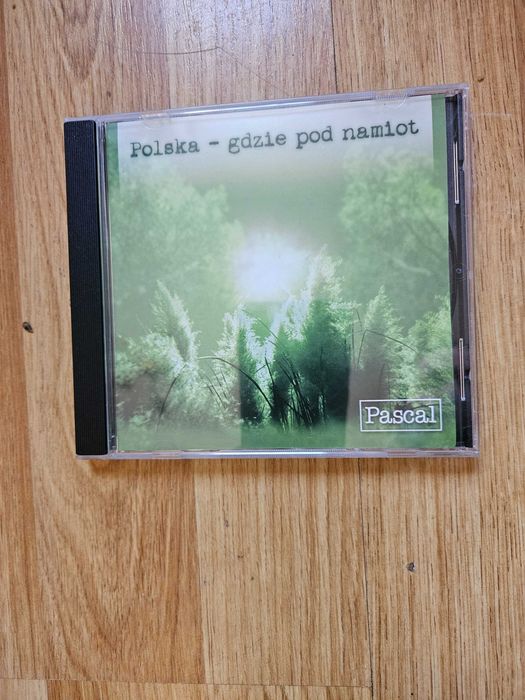 Polska - gdzie pod namiot
Pascal